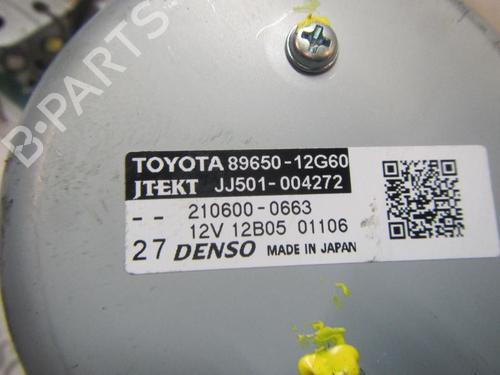 TOYOTA 89650-12G60
JTEKT JJ501-004272
-- 210600-0663
12V 12B05 01106
27 DENSO MADE IN JAPAN
B-PARTS